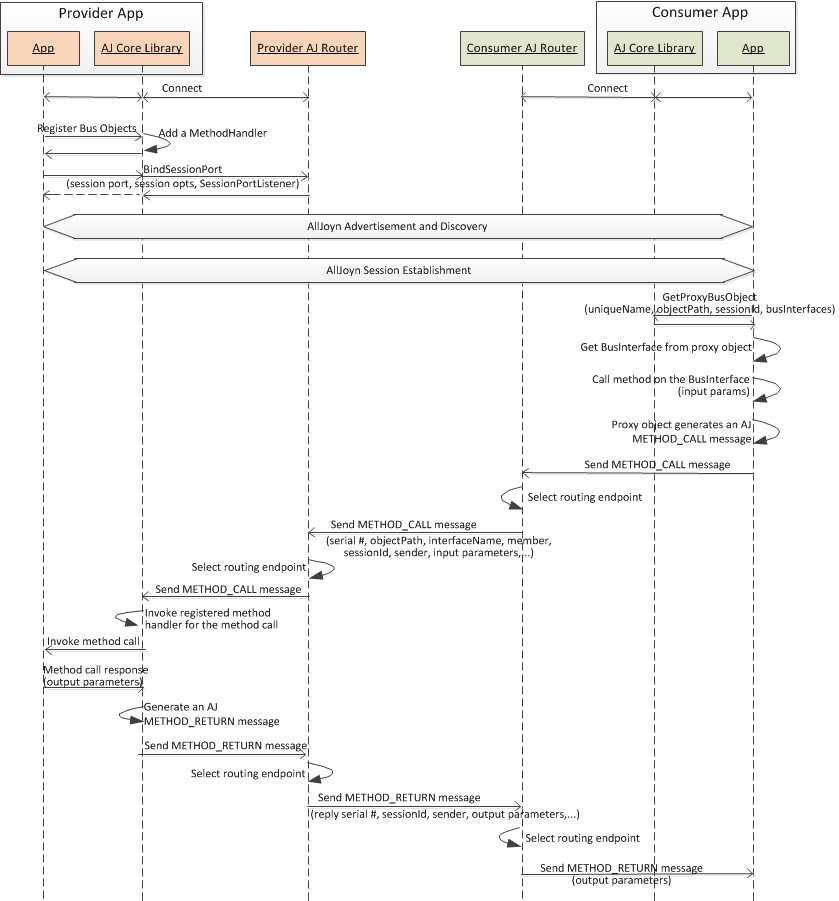 Provider App
Consumer App
App
AJ Core Library
Provider AJ Router
Consumer AJ Router
AJ Core Library
App
Connect
Connect
Register Bus Objects
Add a MethodHandler
BindSessionPort
(session port, session opts, SessionPortListener)
AllJoyn Advertisement and Discovery
AllJoyn Session Establishment
GetProxyBusObject
(uniqueName, objectPath, sessionId, busInterfaces)
Get BusInterface from proxy object
Call method on the BusInterface
(input params)
Proxy object generates an AJ
METHOD_CALL message
Send METHOD_CALL message
Select routing endpoint
Send METHOD_CALL message
(serial #, objectPath, interfaceName, member,
sessionId, sender, input parameters,...)
Select routing endpoint
Send METHOD_CALL message
Invoke registered method
handler for the method call
Invoke method call
Method call response
(output parameters)
Generate an AJ
METHOD_RETURN message
Send METHOD_RETURN message
Select routing endpoint
Send METHOD_RETURN message
(reply serial #, sessionId, sender, output parameters,...)
Select routing endpoint
Send METHOD_RETURN message
(output parameters)